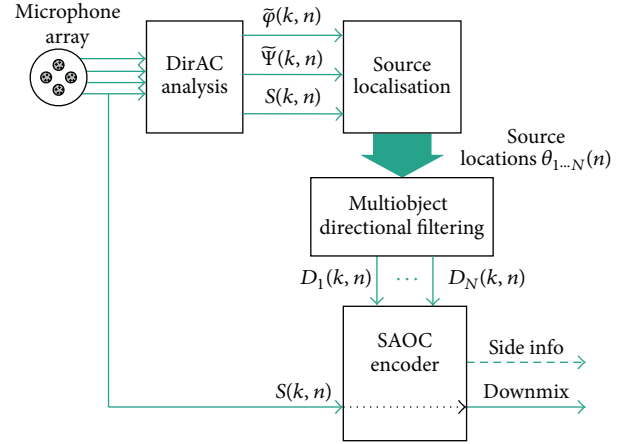 Microphone
array
DirAC
analysis
φ̃(k, n)
Ψ̃(k, n)
S(k, n)
Source
localisation
Source
locations θ1···N(n)
Multiobject
directional filtering
D1(k, n) ··· DN(k, n)
SAOC
encoder
Side info
S(k, n)
Downmix